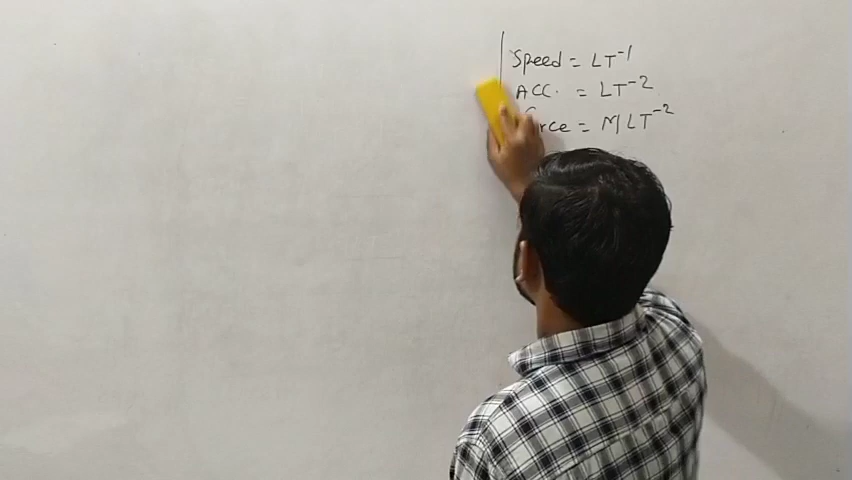 Speed = LT⁻¹
ACC. = LT⁻²
Force = MLT⁻²